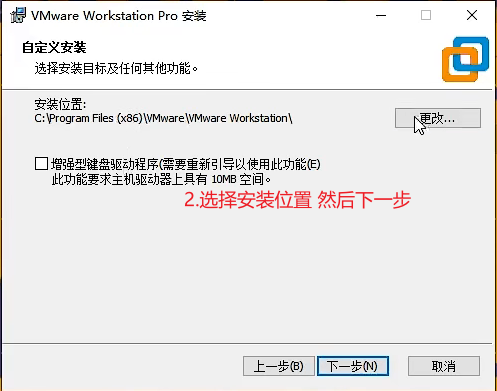 VMware Workstation Pro 安装
自定义安装
选择安装目标及任何其他功能。
安装位置:
C:\Program Files (x86)\VMware\VMware Workstation\
更改...
增强型键盘驱动程序(需要重新引导以使用此功能(E)
此功能要求主机驱动器上具有 10MB 空间。
2.选择安装位置 然后下一步
上一步(B) 下一步(N) 取消